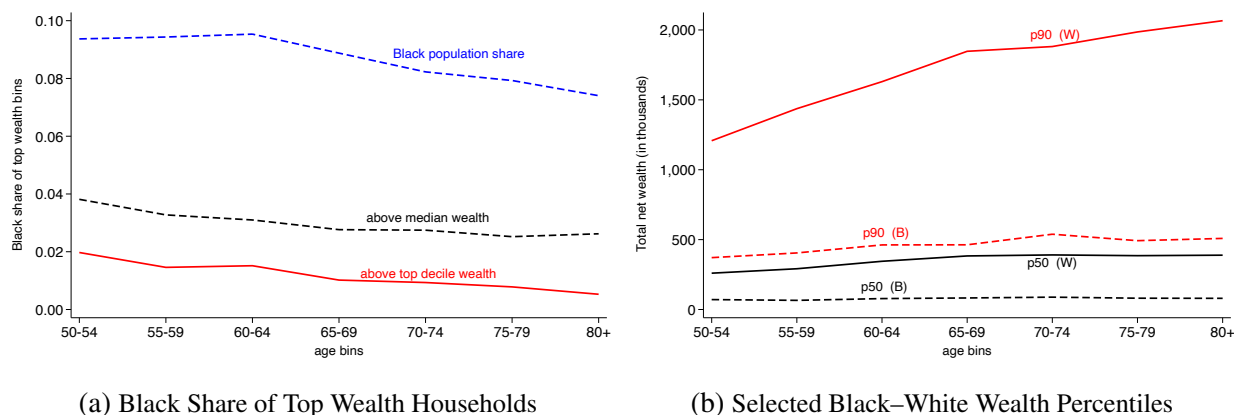 Black share of top wealth bins
0.10
0.08
0.06
0.04
0.02
0.00
Black population share
above median wealth
above top decile wealth
50-54 55-59 60-64 65-69 70-74 75-79 80+
age bins
(a) Black Share of Top Wealth Households
Total net wealth (in thousands)
2,000
1,500
1,000
500
0
p90 (W)
p90 (B)
p50 (W)
p50 (B)
50-54 55-59 60-64 65-69 70-74 75-79 80+
age bins
(b) Selected Black–White Wealth Percentiles